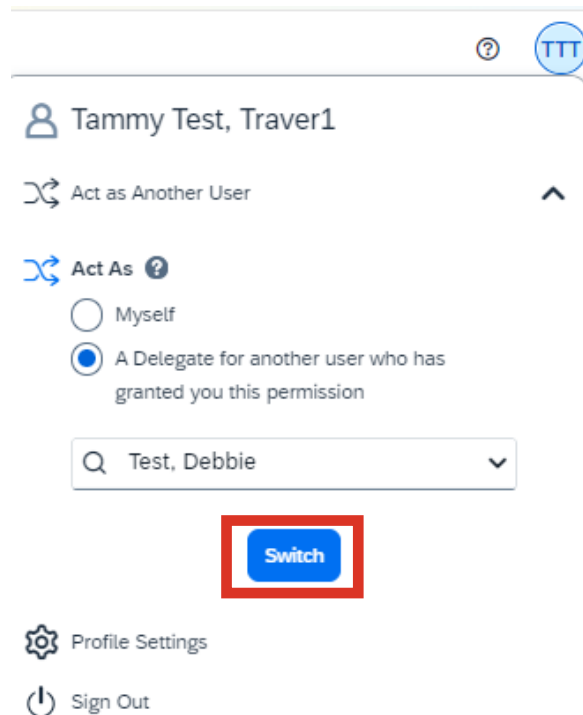 TTT
Tammy Test, Traver1
Act as Another User
Act As
Myself
A Delegate for another user who has
granted you this permission
Test, Debbie
Switch
Profile Settings
Sign Out